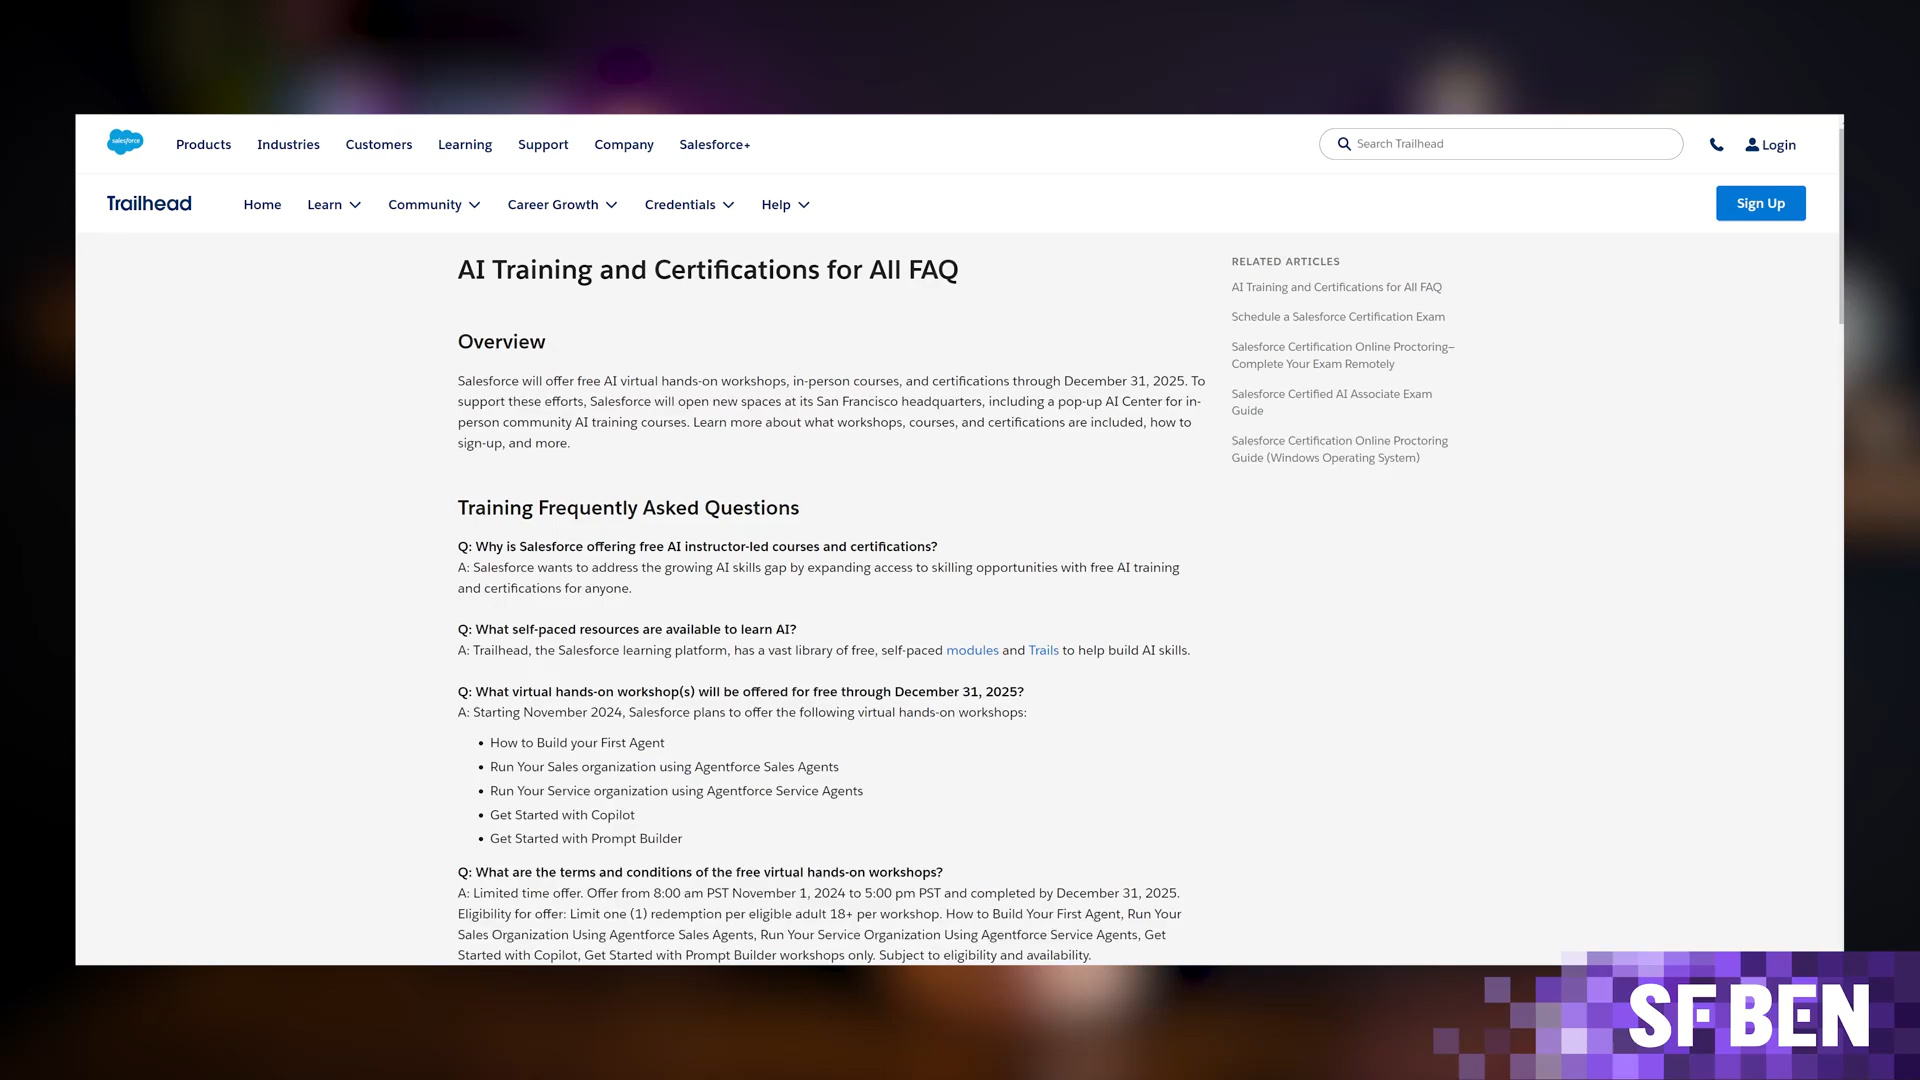 salesforce
Products Industries Customers Learning Support Company Salesforce+
Search Trailhead
Login
Trailhead
Home Learn Community Career Growth Credentials Help
Sign Up
AI Training and Certifications for All FAQ
Overview
Salesforce will offer free AI virtual hands-on workshops, in-person courses, and certifications through December 31, 2025. To
support these efforts, Salesforce will open new spaces at its San Francisco headquarters, including a pop-up AI Center for in-
person community AI training courses. Learn more about what workshops, courses, and certifications are included, how to
sign-up, and more.
Training Frequently Asked Questions
Q: Why is Salesforce offering free AI instructor-led courses and certifications?
A: Salesforce wants to address the growing AI skills gap by expanding access to skilling opportunities with free AI training
and certifications for anyone.
Q: What self-paced resources are available to learn AI?
A: Trailhead, the Salesforce learning platform, has a vast library of free, self-paced modules and Trails to help build AI skills.
Q: What virtual hands-on workshop(s) will be offered for free through December 31, 2025?
A: Starting November 2024, Salesforce plans to offer the following virtual hands-on workshops:
• How to Build your First Agent
• Run Your Sales organization using Agentforce Sales Agents
• Run Your Service organization using Agentforce Service Agents
• Get Started with Copilot
• Get Started with Prompt Builder
Q: What are the terms and conditions of the free virtual hands-on workshops?
A: Limited time offer. Offer from 8:00 am PST November 1, 2024 to 5:00 pm PST and completed by December 31, 2025.
Eligibility for offer: Limit one (1) redemption per eligible adult 18+ per workshop. How to Build Your First Agent, Run Your
Sales Organization Using Agentforce Sales Agents, Run Your Service Organization Using Agentforce Service Agents, Get
Started with Copilot, Get Started with Prompt Builder workshops only. Subject to eligibility and availability.
RELATED ARTICLES
AI Training and Certifications for All FAQ
Schedule a Salesforce Certification Exam
Salesforce Certification Online Proctoring–
Complete Your Exam Remotely
Salesforce Certified AI Associate Exam
Guide
Salesforce Certification Online Proctoring
Guide (Windows Operating System)
SF BEN